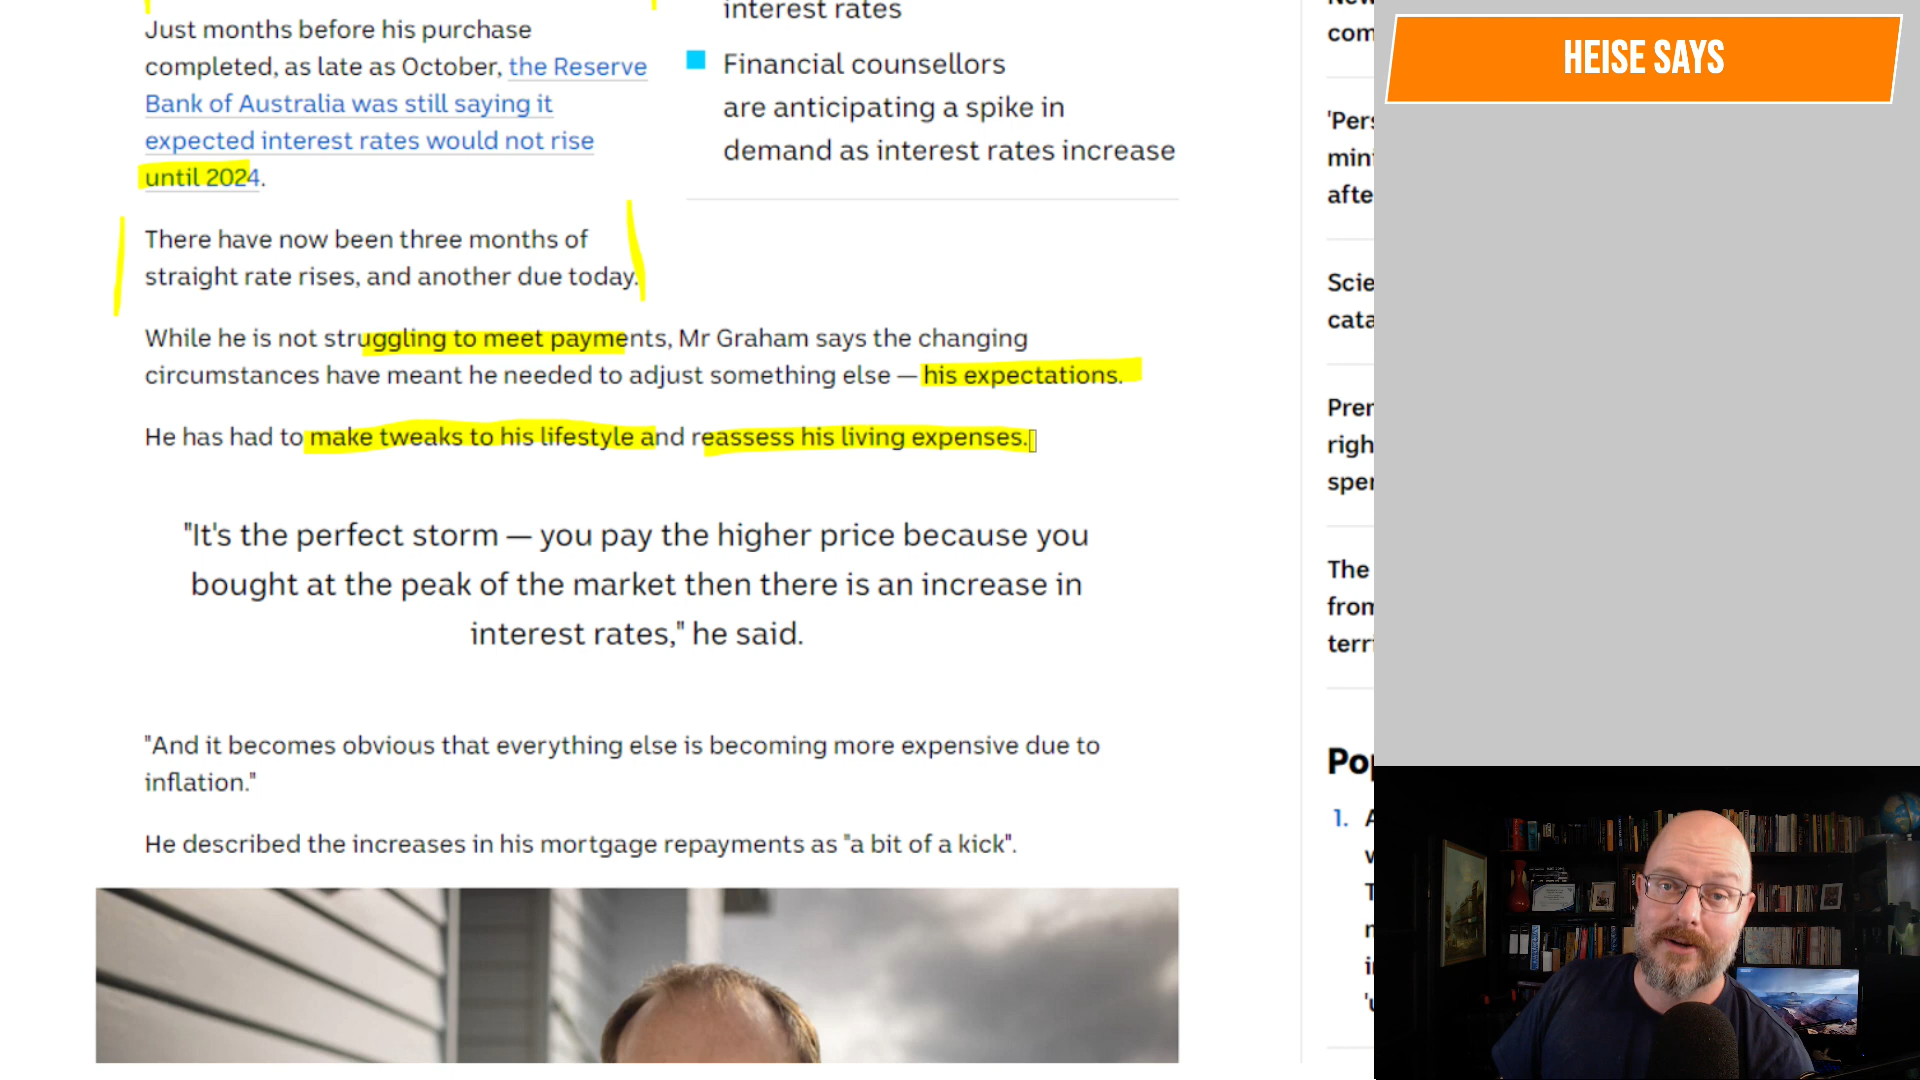 Just months before his purchase
completed, as late as October, the Reserve
Bank of Australia was still saying it
expected interest rates would not rise
until 2024.
There have now been three months of
straight rate rises, and another due today.
While he is not struggling to meet payments, Mr Graham says the changing
circumstances have meant he needed to adjust something else — his expectations.
He has had to make tweaks to his lifestyle and reassess his living expenses.
"It's the perfect storm — you pay the higher price because you
bought at the peak of the market then there is an increase in
interest rates," he said.
"And it becomes obvious that everything else is becoming more expensive due to
inflation."
He described the increases in his mortgage repayments as "a bit of a kick".
interest rates
Financial counsellors
are anticipating a spike in
demand as interest rates increase
com
'Pers
mini
afte
Scie
cata
Prer
righ
sper
The
from
terri
Pop
1. A
HEISE SAYS